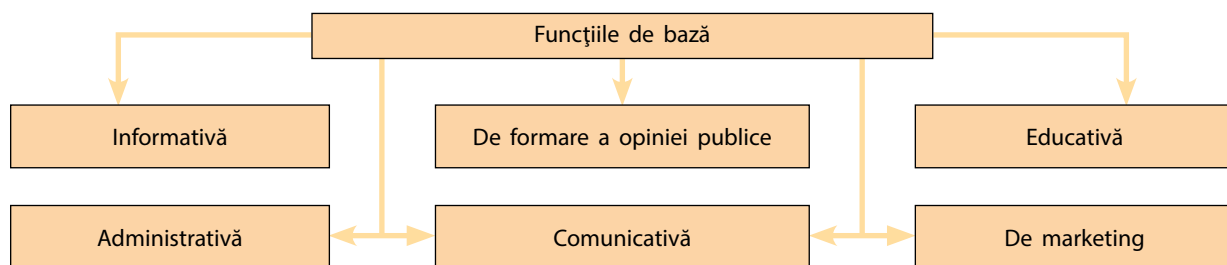 Funcţiile de bază
Informativă
De formare a opiniei publice
Educativă
Administrativă
Comunicativă
De marketing